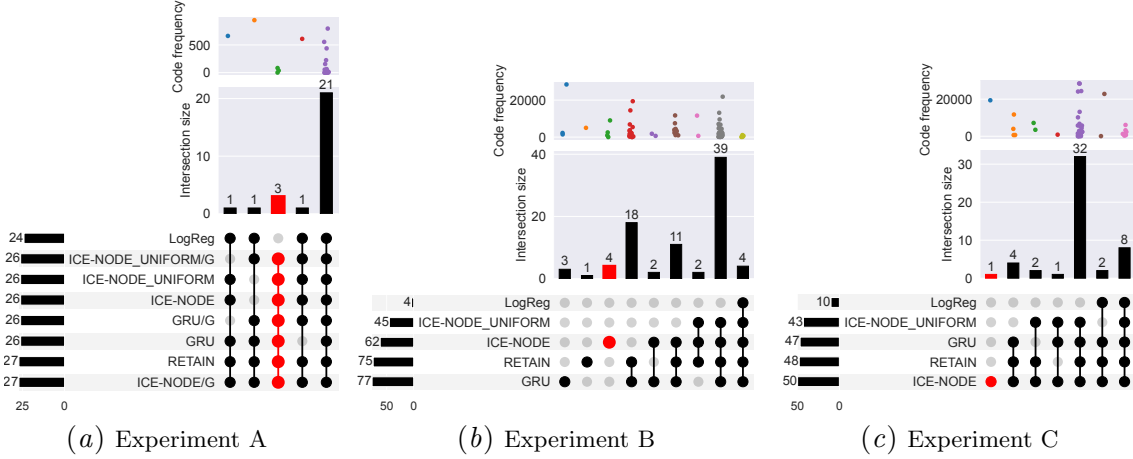 Code frequency
500
0
Intersection size
20
10
0
1
1
3
1
21
24
LogReg
26
ICE-NODE_UNIFORM/G
26
ICE-NODE_UNIFORM
26
ICE-NODE
26
GRU/G
26
GRU
27
RETAIN
27
ICE-NODE/G
25
0
(a) Experiment A
Code frequency
20000
0
Intersection size
40
20
0
3
1
4
18
2
11
2
39
4
4
LogReg
45
ICE-NODE_UNIFORM
62
ICE-NODE
75
RETAIN
77
GRU
50
0
(b) Experiment B
Code frequency
20000
0
Intersection size
30
20
10
0
1
4
2
1
32
2
8
10
LogReg
43
ICE-NODE_UNIFORM
47
GRU
48
RETAIN
50
ICE-NODE
50
0
(c) Experiment C